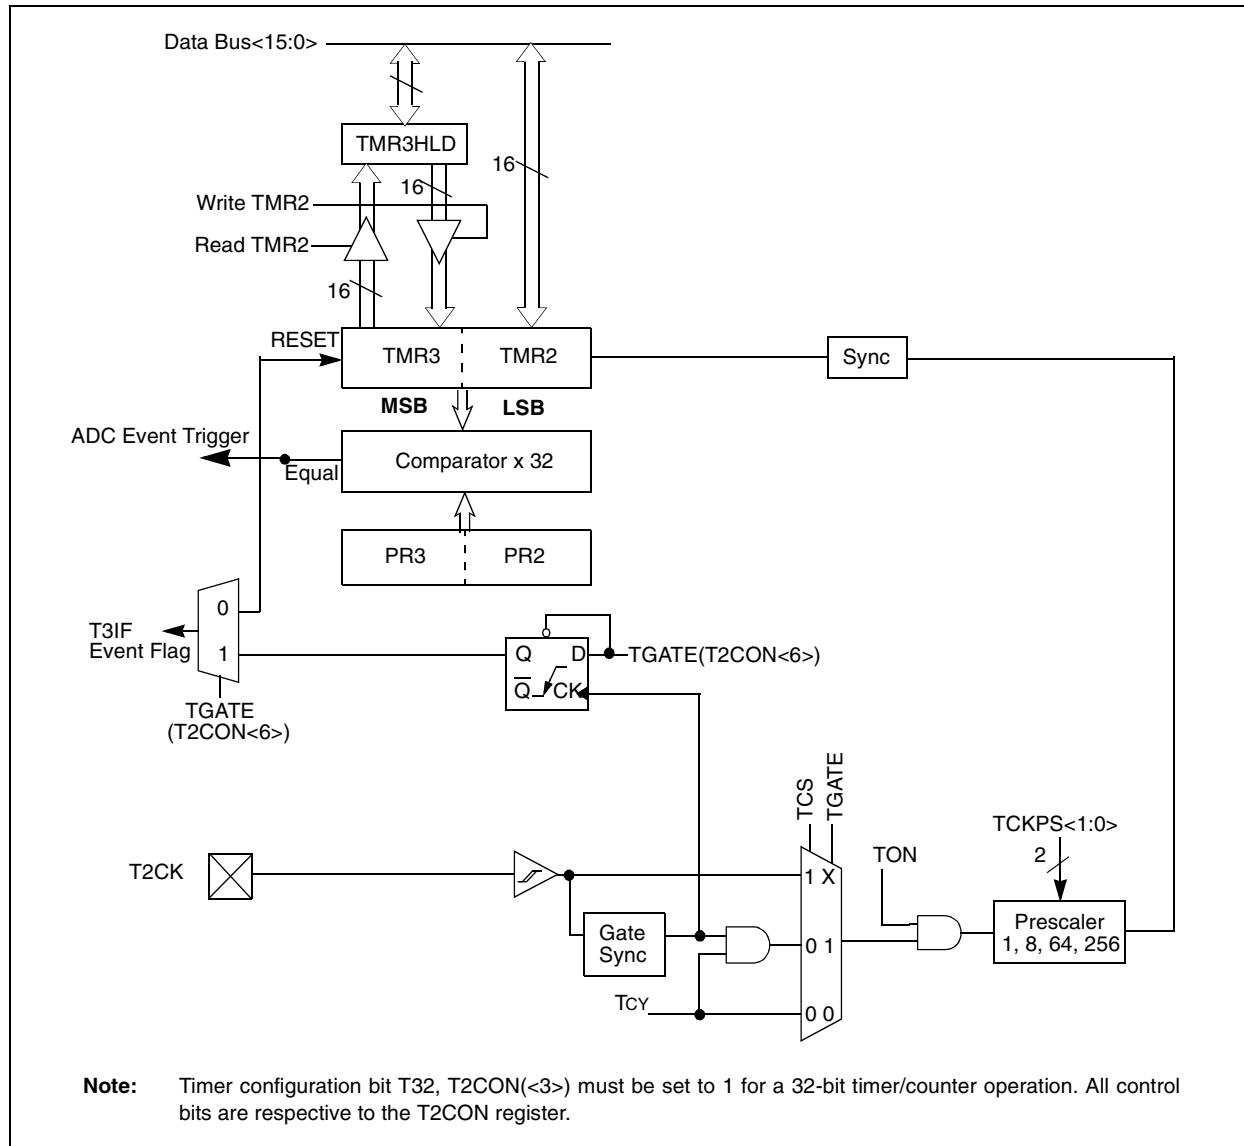 Data Bus<15:0>
TMR3HLD
16
16
Write TMR2
Read TMR2
16
RESET
TMR3
TMR2
Sync
MSB
LSB
ADC Event Trigger
Equal
Comparator x 32
PR3
PR2
0
T3IF
Event Flag
1
Q
D
TGATE(T2CON<6>)
Q
CK
TGATE
(T2CON<6>)
TCS
TGATE
TCKPS<1:0>
2
TON
T2CK
1 X
Gate
Sync
0 1
Prescaler
1, 8, 64, 256
TCY
0 0
Note: Timer configuration bit T32, T2CON(<3>) must be set to 1 for a 32-bit timer/counter operation. All control
bits are respective to the T2CON register.